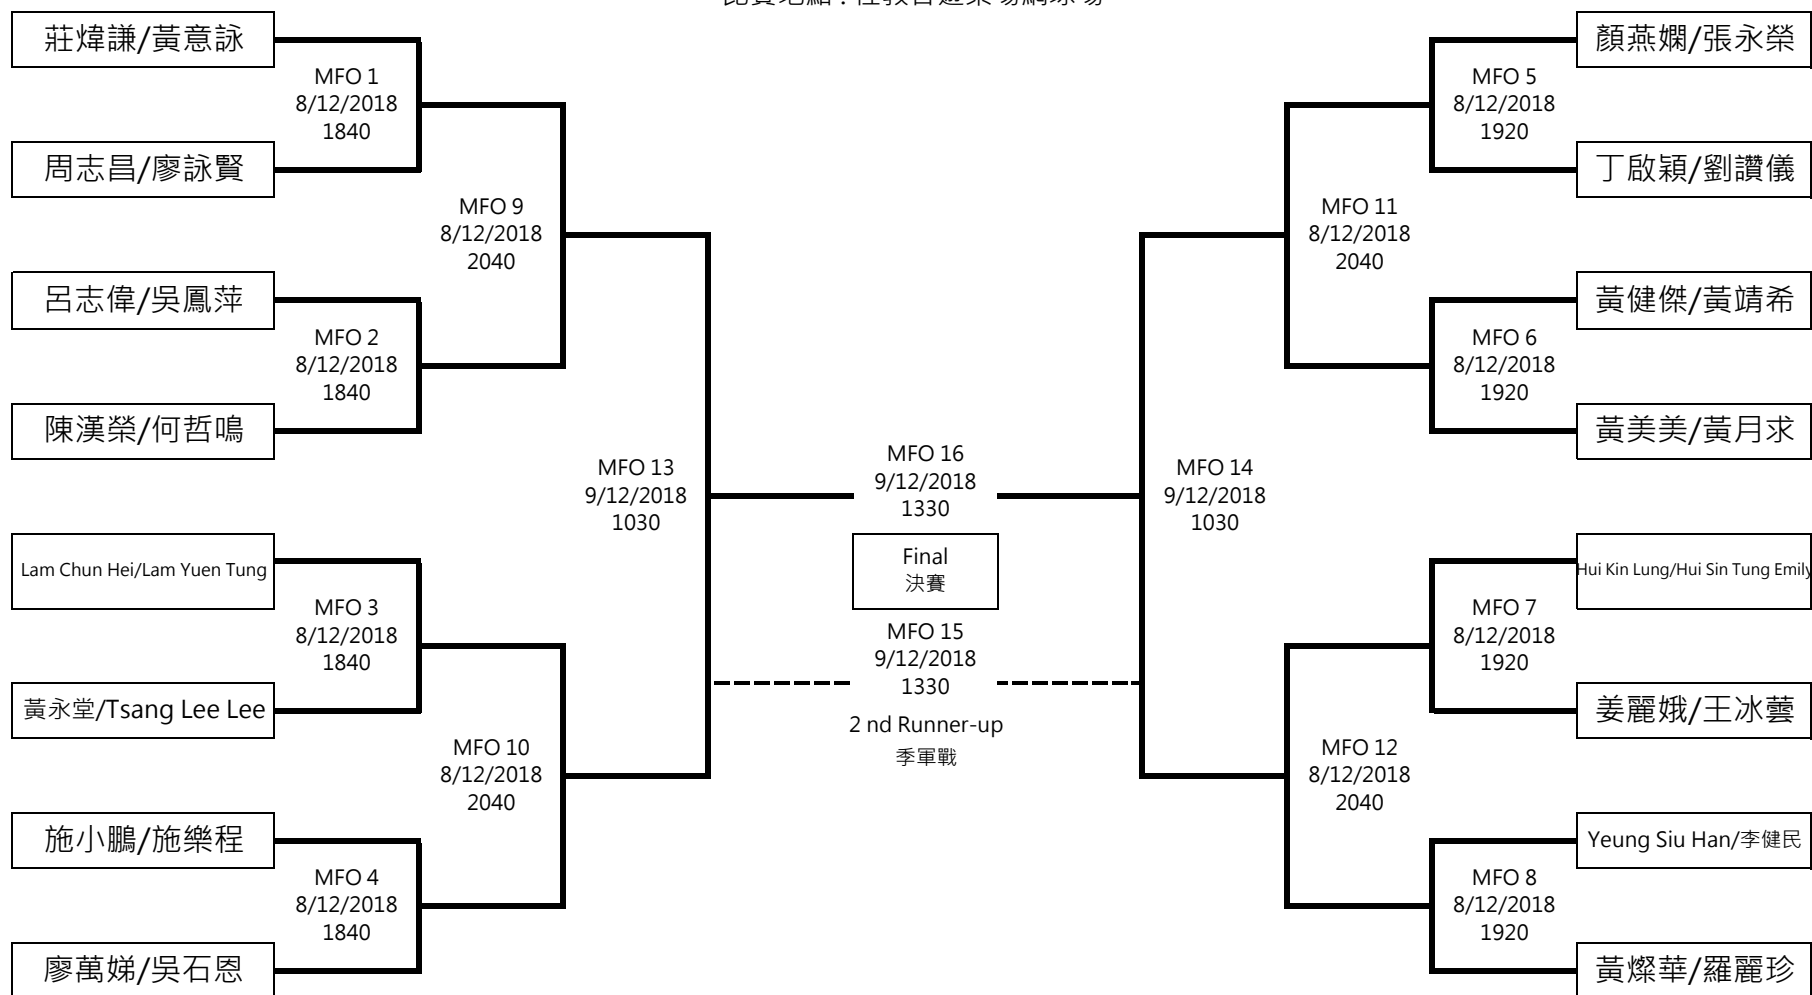 莊煒謙/黃意詠
MFO 1
8/12/2018
1840
周志昌/廖詠賢
MFO 9
8/12/2018
2040
呂志偉/吳鳳萍
MFO 2
8/12/2018
1840
陳漢榮/何哲鳴
MFO 13
9/12/2018
1030
Lam Chun Hei/Lam Yuen Tung
MFO 3
8/12/2018
1840
黃永堂/Tsang Lee Lee
MFO 10
8/12/2018
2040
施小鵬/施樂程
MFO 4
8/12/2018
1840
廖萬娣/吳石恩
MFO 16
9/12/2018
1330
Final
決賽
MFO 15
9/12/2018
1330
2 nd Runner-up
季軍戰
顏燕嫻/張永榮
MFO 5
8/12/2018
1920
丁啟穎/劉讚儀
MFO 11
8/12/2018
2040
黃健傑/黃靖希
MFO 6
8/12/2018
1920
黃美美/黃月求
MFO 14
9/12/2018
1030
Hui Kin Lung/Hui Sin Tung Emily
MFO 7
8/12/2018
1920
姜麗娥/王冰藝
MFO 12
8/12/2018
2040
Yeung Siu Han/李健民
MFO 8
8/12/2018
1920
黃燦華/羅麗珍